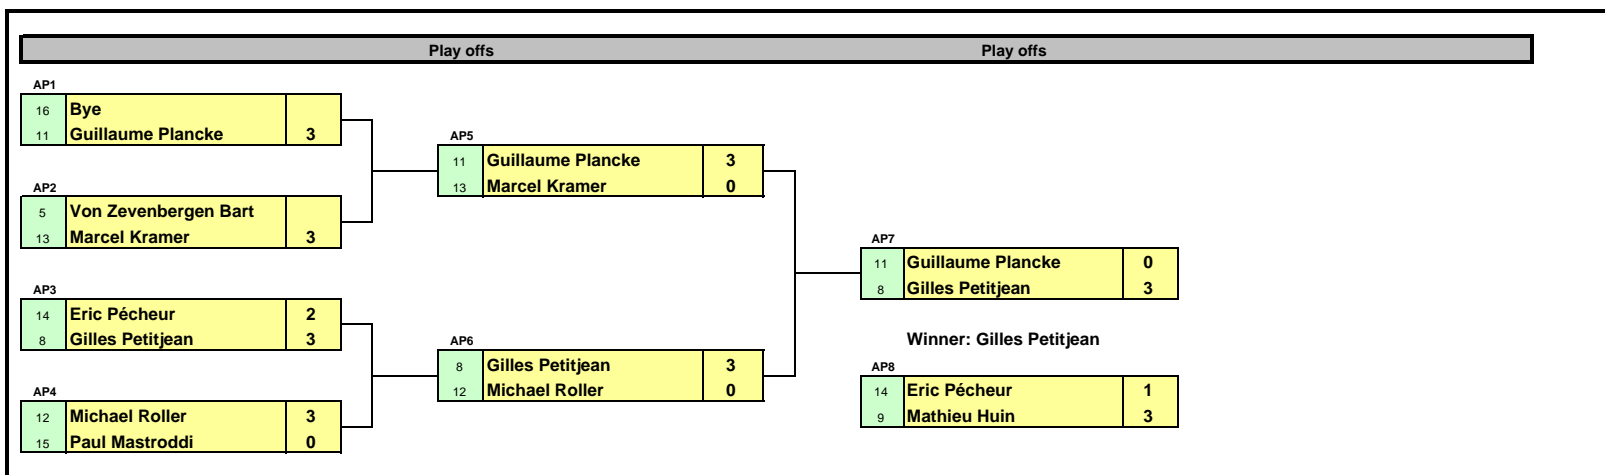 Play offs Play offs
AP1
16 Bye
11 Guillaume Plancke 3
AP2
5 Von Zevenbergen Bart
13 Marcel Kramer 3
AP3
14 Eric Pécheur 2
8 Gilles Petitjean 3
AP4
12 Michael Roller 3
15 Paul Mastroddi 0
AP5
11 Guillaume Plancke 3
13 Marcel Kramer 0
AP6
8 Gilles Petitjean 3
12 Michael Roller 0
AP7
11 Guillaume Plancke 0
8 Gilles Petitjean 3
Winner: Gilles Petitjean
AP8
14 Eric Pécheur 1
9 Mathieu Huin 3